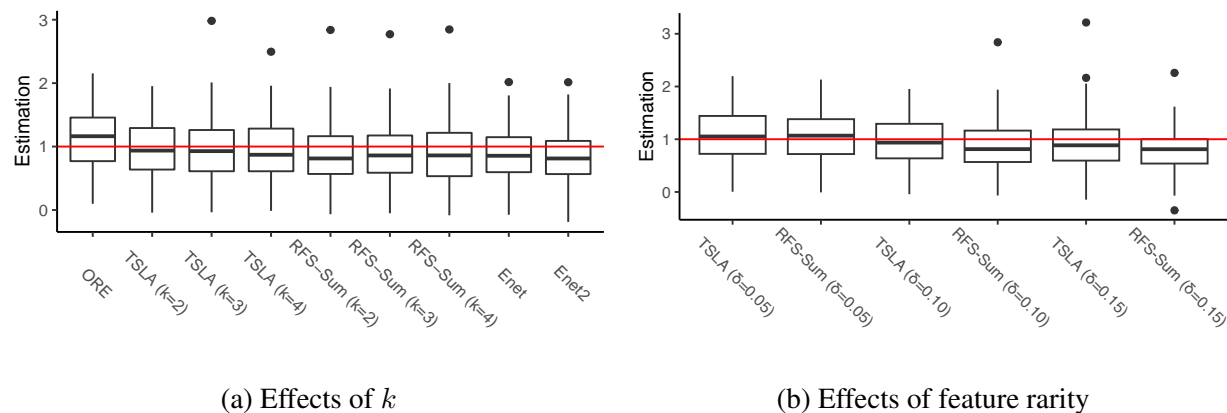 3
2
1
0
Estimation
ORE
TSLA (k=2)
TSLA (k=3)
TSLA (k=4)
RFS−Sum (k=2)
RFS−Sum (k=3)
RFS−Sum (k=4)
Enet
Enet2
(a) Effects of k
3
2
1
0
Estimation
TSLA (δ=0.05)
RFS-Sum (δ=0.05)
TSLA (δ=0.10)
RFS-Sum (δ=0.10)
TSLA (δ=0.15)
RFS-Sum (δ=0.15)
(b) Effects of feature rarity